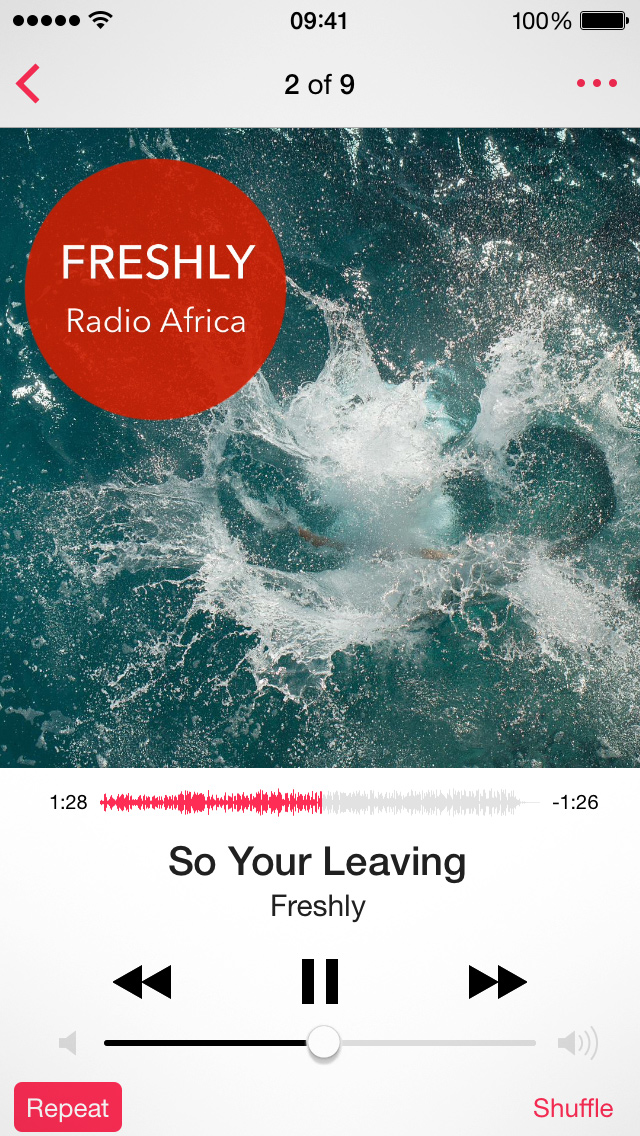 09:41 100%
2 of 9
FRESHLY
Radio Africa
1:28 -1:26
So Your Leaving
Freshly
Repeat Shuffle